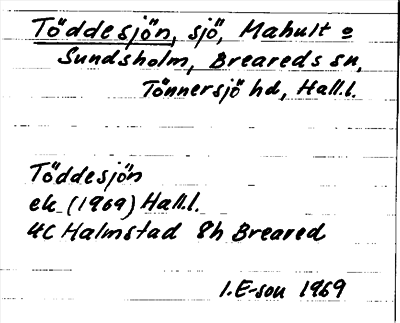 Töddesjön, sjö, Mahult o
Sundsholm, Breareds sn,
Tönnersjö hd, Hall.l.
Töddesjön
ek (1969) Hall.l.
4C Halmstad 8h Breared
I.E-son 1969